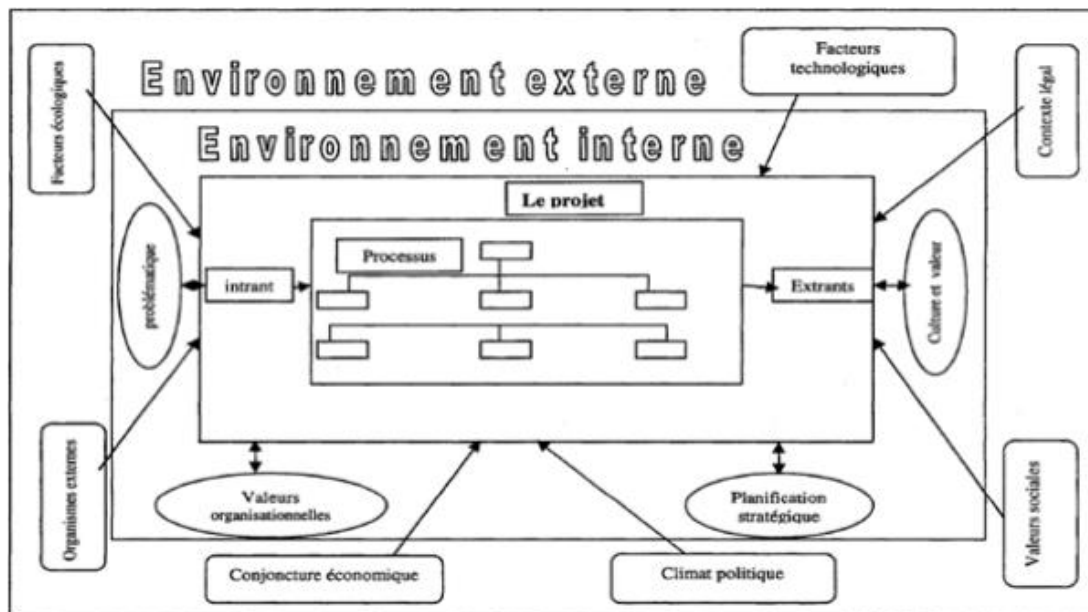 Facteurs
technologiques
Environnement externe
Facteurs écologiques
Contexte légal
Environnement interne
Le projet
Processus
problématique
intrant
Extrants
Culture et valeur
Organismes externes
Valeurs
organisationnelles
Planification
stratégique
Valeurs sociales
Conjoncture économique
Climat politique